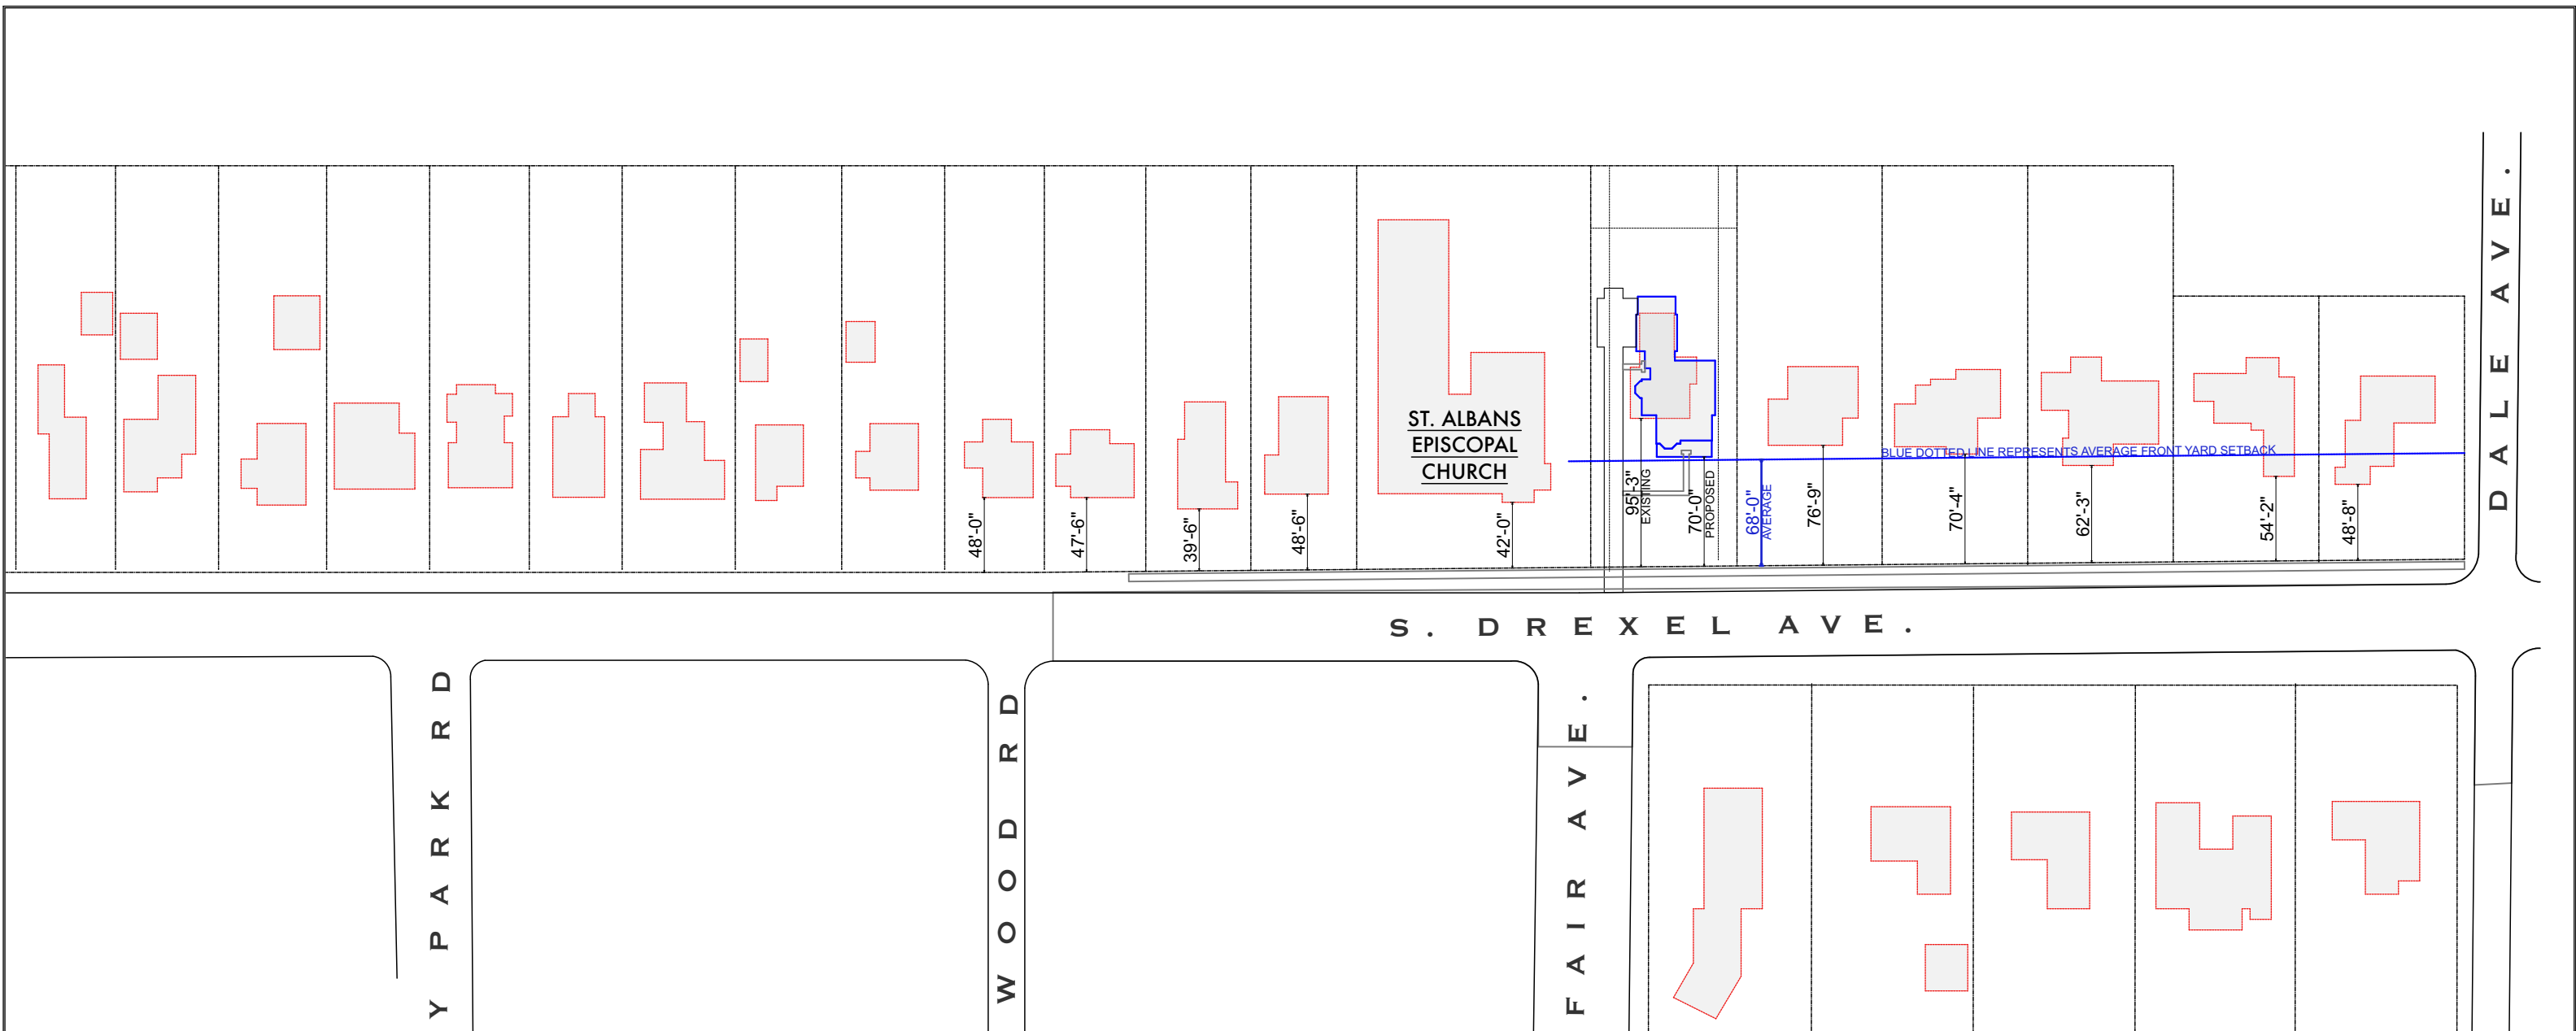 DALE AVE.
ST. ALBANS
EPISCOPAL
CHURCH
BLUE DOTTED LINE REPRESENTS AVERAGE FRONT YARD SETBACK
48'-0"
47'-6"
39'-6"
48'-6"
42'-0"
95'-3"
EXISTING
70'-0"
PROPOSED
68'-0"
AVERAGE
76'-9"
70'-4"
62'-3"
54'-2"
48'-8"
S. DREXEL AVE.
Y PARK RD
WOOD RD
FAIR AVE.